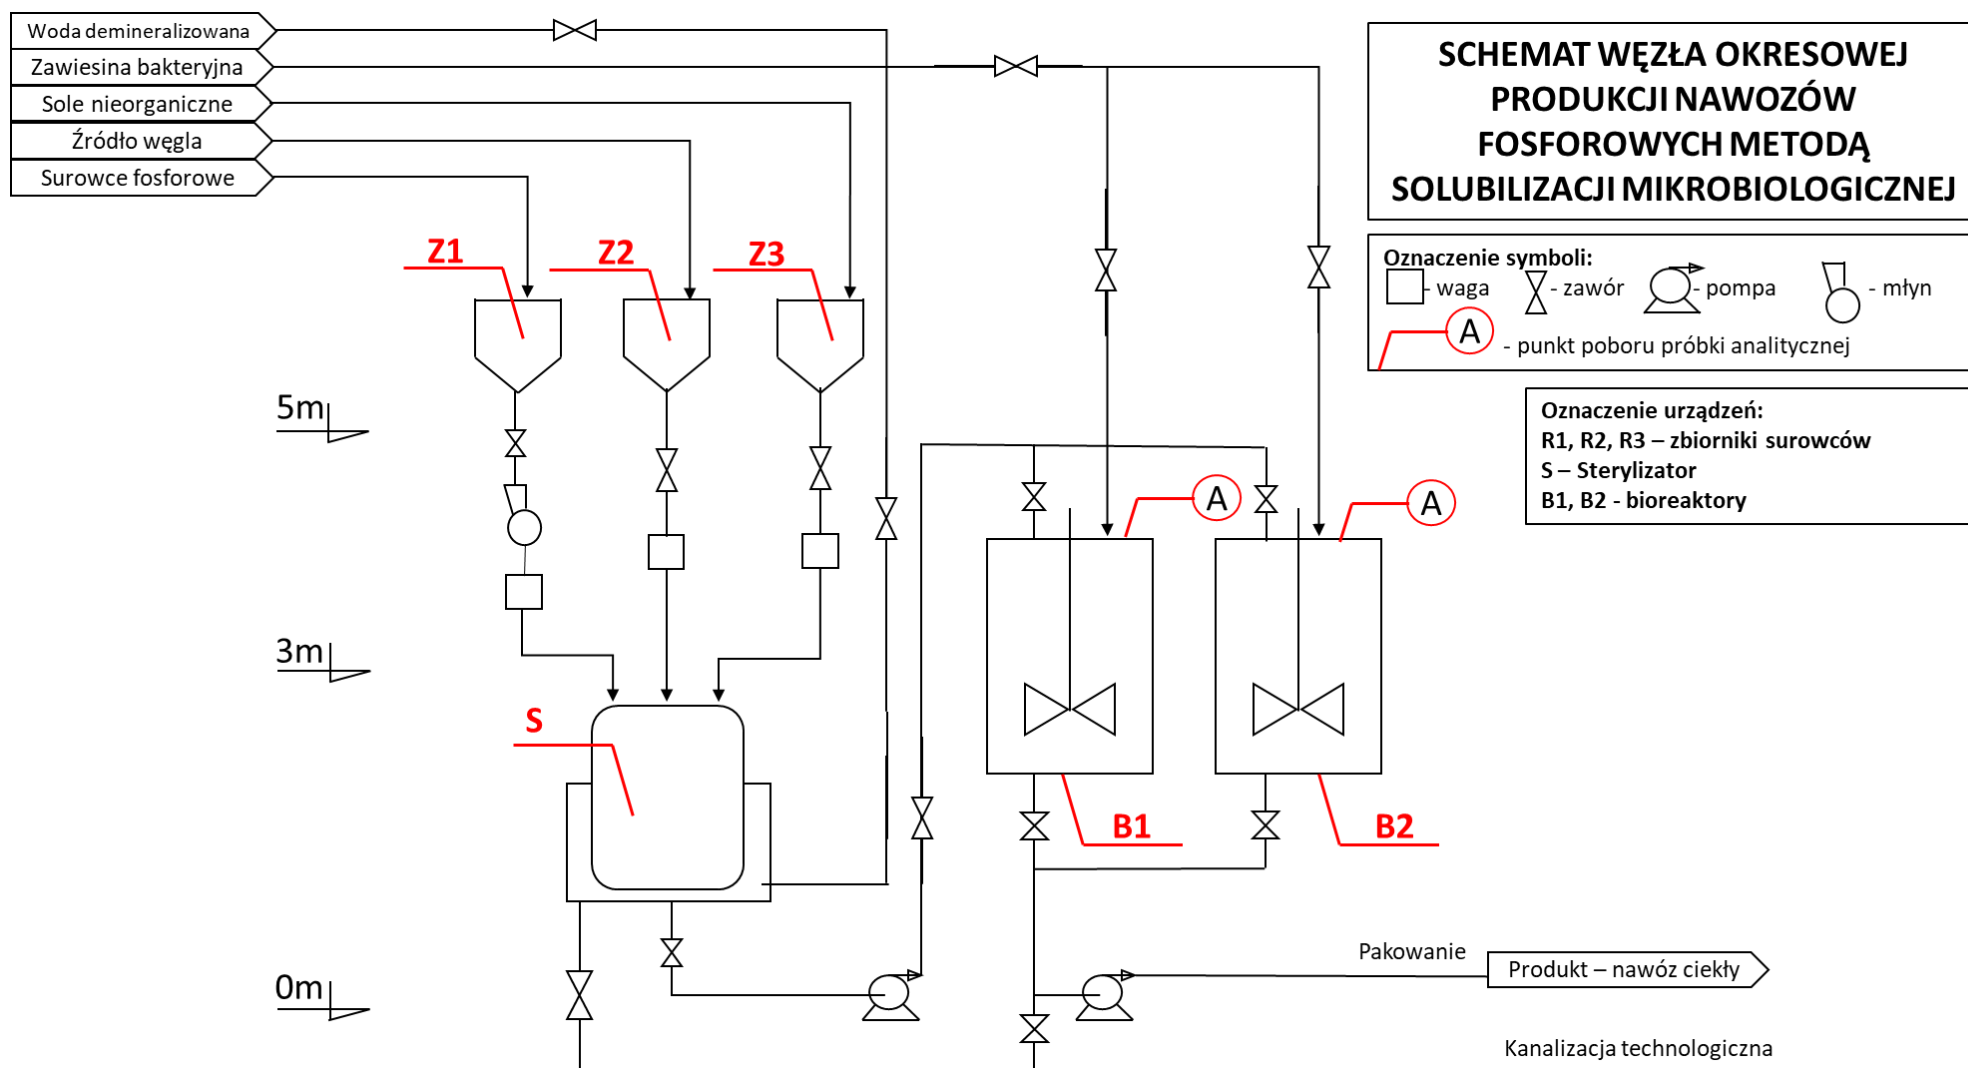 Woda demineralizowana
Zawiesina bakteryjna
Sole nieorganiczne
Źródło węgla
Surowce fosforowe
SCHEMAT WĘZŁA OKRESOWEJ
PRODUKCJI NAWOZÓW
FOSFOROWYCH METODĄ
SOLUBILIZACJI MIKROBIOLOGICZNEJ
Oznaczenie symboli:
- waga
- zawór
- pompa
- młyn
A
- punkt poboru próbki analitycznej
Oznaczenie urządzeń:
R1, R2, R3 – zbiorniki surowców
S – Sterylizator
B1, B2 - bioreaktory
Z1
Z2
Z3
5m
A
A
3m
S
B1
B2
0m
Pakowanie
Produkt – nawóz ciekły
Kanalizacja technologiczna